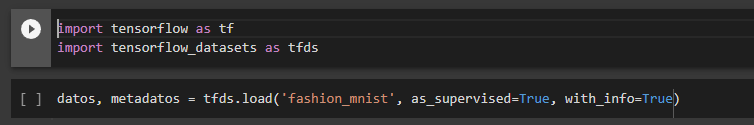 import tensorflow as tf
import tensorflow_datasets as tfds
[ ] datos, metadatos = tfds.load('fashion_mnist', as_supervised=True, with_info=True)